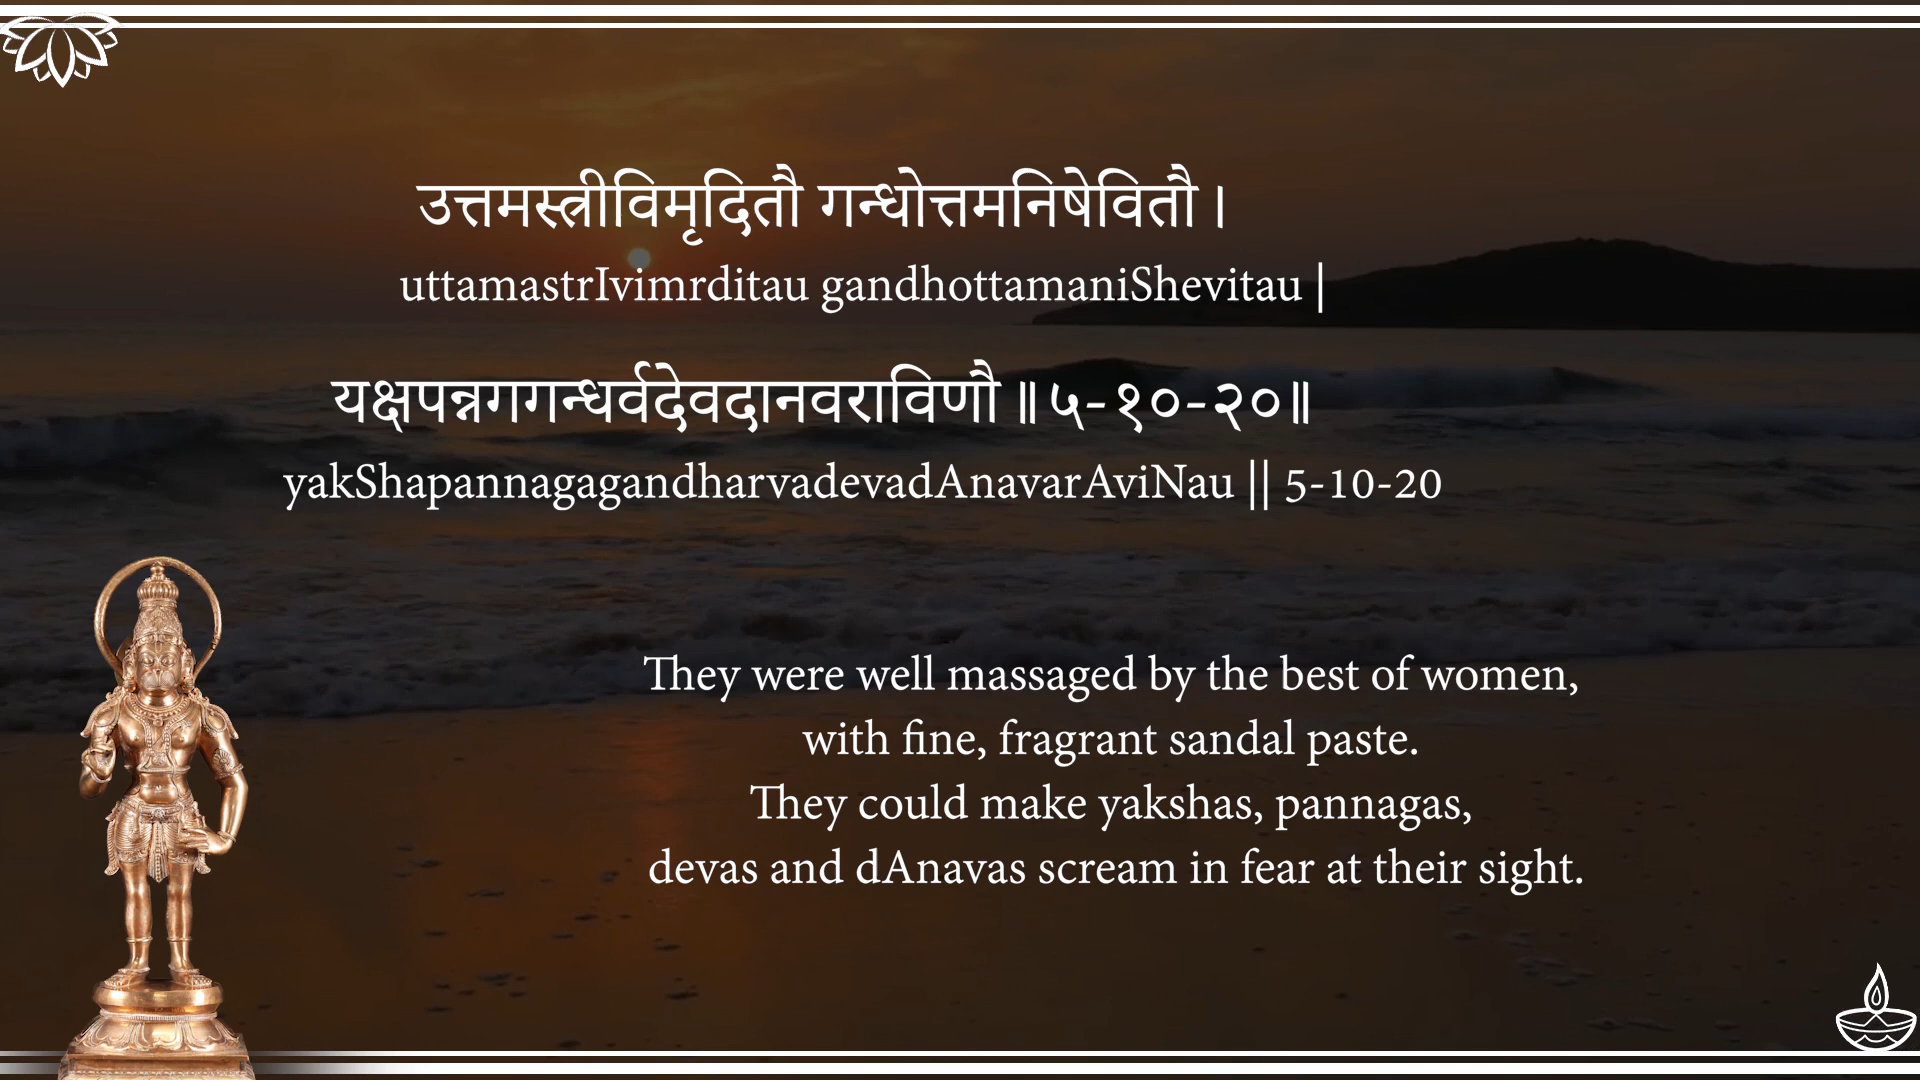 उत्तमस्त्रीविमृदितौ गन्धोत्तमनिषेवितौ ।
uttamastrIvimrditau gandhottamaniShevitau |
यक्षपन्नगगन्धर्वदेवदानवराविणौ ॥ ५-१०-२० ॥
yakShapannagagandharvadevadAnavarAviNau || 5-10-20
They were well massaged by the best of women,
with fine, fragrant sandal paste.
They could make yakshas, pannagas,
devas and dAnavas scream in fear at their sight.